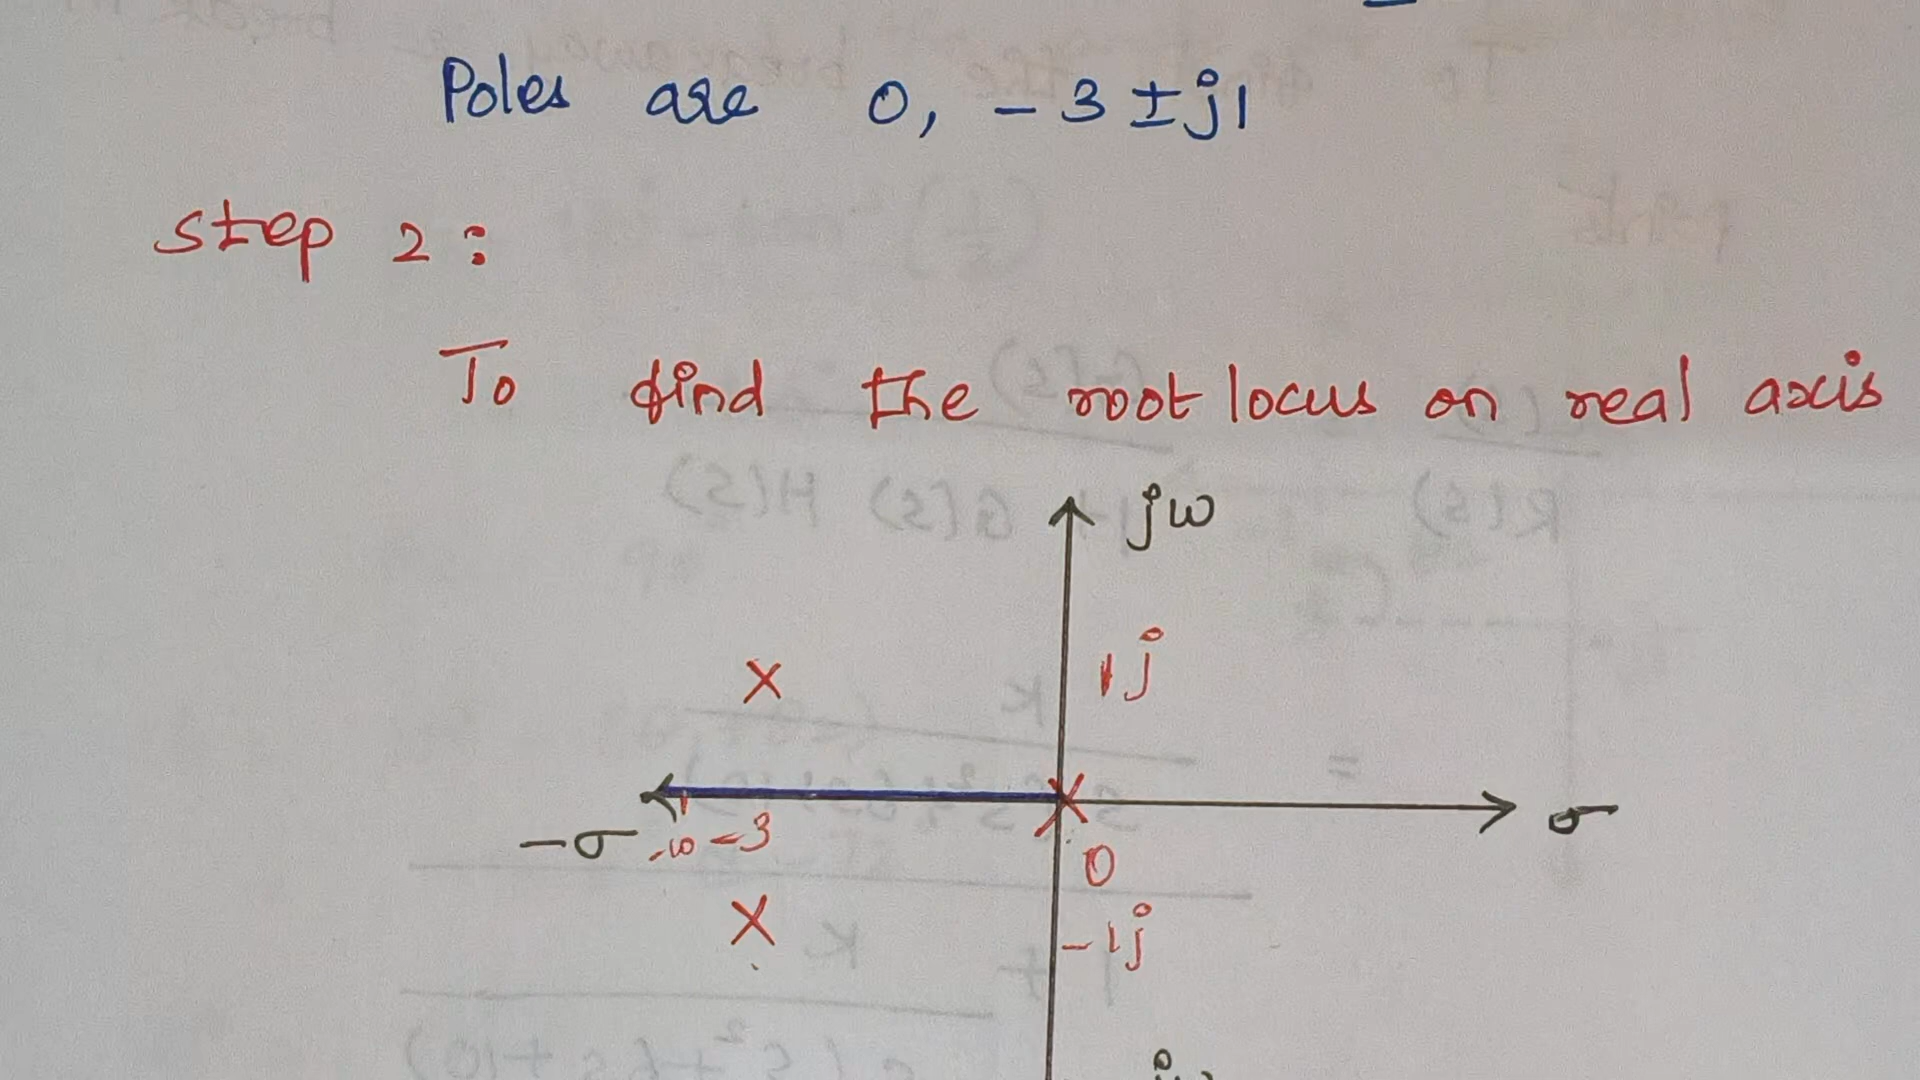 Poles are 0, -3 ± j1
Step 2:
To find the root locus on real axis
jω
1j
-σ
-3
0
σ
-1j
jω